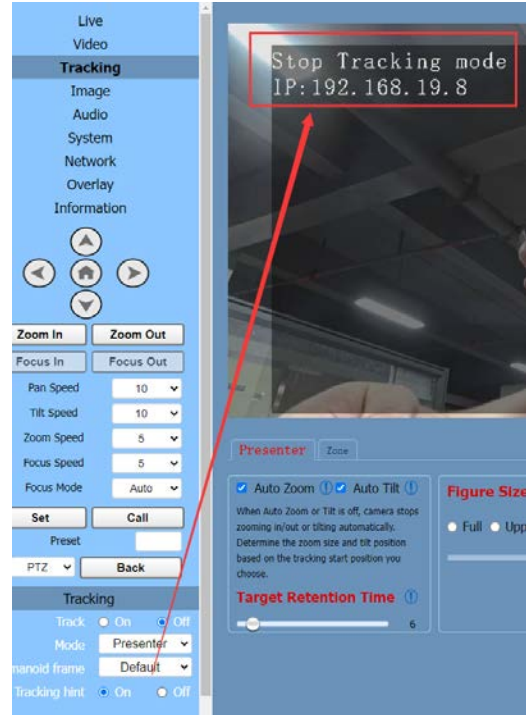 Live
Video
Tracking
Image
Audio
System
Network
Overlay
Information
Zoom In Zoom Out
Focus In Focus Out
Pan Speed 10
Tilt Speed 10
Zoom Speed 5
Focus Speed 5
Focus Mode Auto
Set Call
Preset
PTZ Back
Tracking
Track On Off
Mode Presenter
manoid frame Default
Tracking hint On Off
Stop Tracking mode
IP:192.168.19.8
Presenter Zone
Auto Zoom Auto Tilt
When Auto Zoom or Tilt is off, camera stops
zooming in/out or tilting automatically.
Determine the zoom size and tilt position
based on the tracking start position you
choose.
Target Retention Time
6
Figure Size
Full Upp